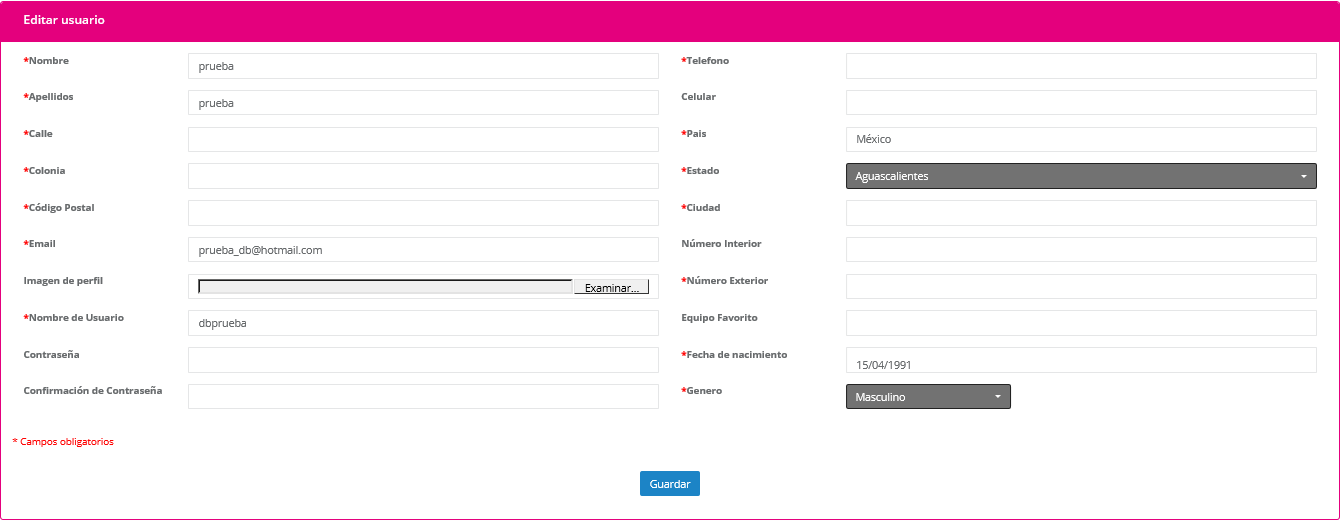 Editar usuario
*Nombre
prueba
*Telefono
*Apellidos
prueba
Celular
*Calle
*Pais
México
*Colonia
*Estado
Aguascalientes
*Código Postal
*Ciudad
*Email
prueba_db@hotmail.com
Número Interior
Imagen de perfil
Examinar...
*Número Exterior
*Nombre de Usuario
dbprueba
Equipo Favorito
Contraseña
*Fecha de nacimiento
15/04/1991
Confirmación de Contraseña
*Genero
Masculino
* Campos obligatorios
Guardar